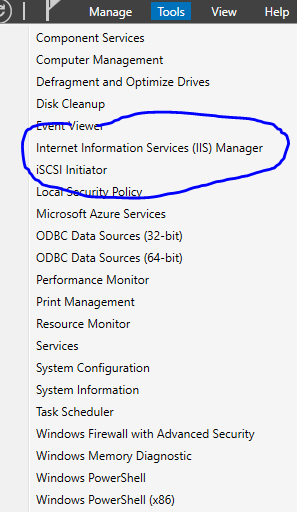 Manage Tools View Help
Component Services
Computer Management
Defragment and Optimize Drives
Disk Cleanup
Event Viewer
Internet Information Services (IIS) Manager
iSCSI Initiator
Local Security Policy
Microsoft Azure Services
ODBC Data Sources (32-bit)
ODBC Data Sources (64-bit)
Performance Monitor
Print Management
Resource Monitor
Services
System Configuration
System Information
Task Scheduler
Windows Firewall with Advanced Security
Windows Memory Diagnostic
Windows PowerShell
Windows PowerShell (x86)